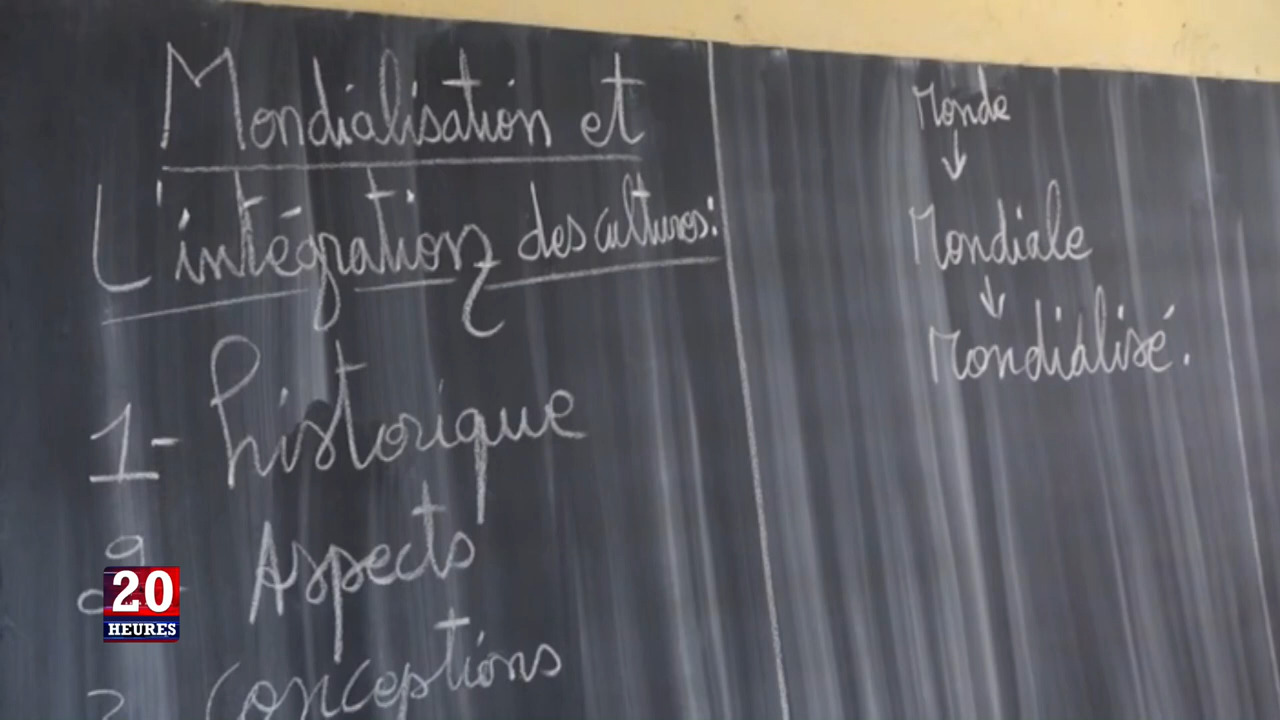 Mondialisation et
L'intégration des cultures:
1- historique
2- Aspects
3 Conceptions
Monde
↓
Mondiale
↓
Mondialisé.
20
HEURES